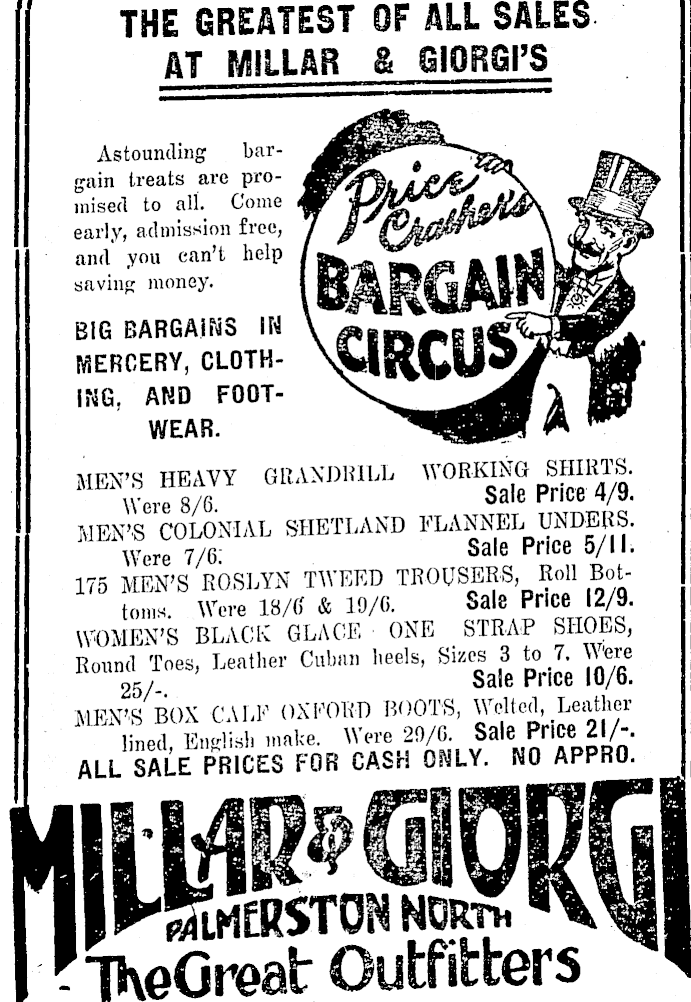 THE GREATEST OF ALL SALES
AT MILLAR & GIORGI'S
Astounding bar-
gain treats are pro-
mised to all. Come
early, admission free,
and you can't help
saving money.
BIG BARGAINS IN
MERCERY, CLOTH-
ING, AND FOOT-
WEAR.
Price
Crashers
BARGAIN
CIRCUS
MEN'S HEAVY GRANDRILL WORKING SHIRTS.
Were 8/6. Sale Price 4/9.
MEN'S COLONIAL SHETLAND FLANNEL UNDERS.
Were 7/6. Sale Price 5/11.
175 MEN'S ROSLYN TWEED TROUSERS, Roll Bot-
toms. Were 18/6 & 19/6. Sale Price 12/9.
WOMEN'S BLACK GLACE ONE STRAP SHOES,
Round Toes, Leather Cuban heels, Sizes 3 to 7. Were
25/-. Sale Price 10/6.
MEN'S BOX CALF OXFORD BOOTS, Welted, Leather
lined, English make. Were 29/6. Sale Price 21/-.
ALL SALE PRICES FOR CASH ONLY. NO APPRO.
MILLAR & GIORGI
PALMERSTON NORTH
The Great Outfitters